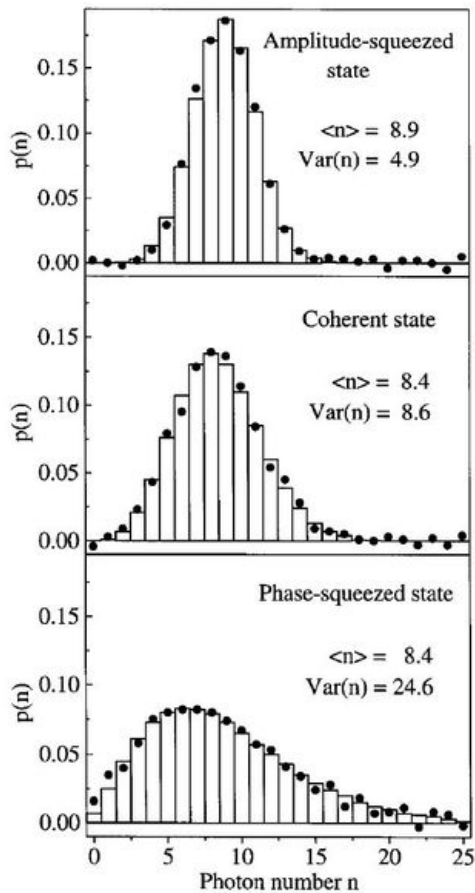 Amplitude-squeezed
state
<n> = 8.9
Var(n) = 4.9
p(n)
0.15
0.10
0.05
0.00
Coherent state
<n> = 8.4
Var(n) = 8.6
p(n)
0.15
0.10
0.05
0.00
Phase-squeezed state
<n> = 8.4
Var(n) = 24.6
p(n)
0.15
0.10
0.05
0.00
0 5 10 15 20 25
Photon number n